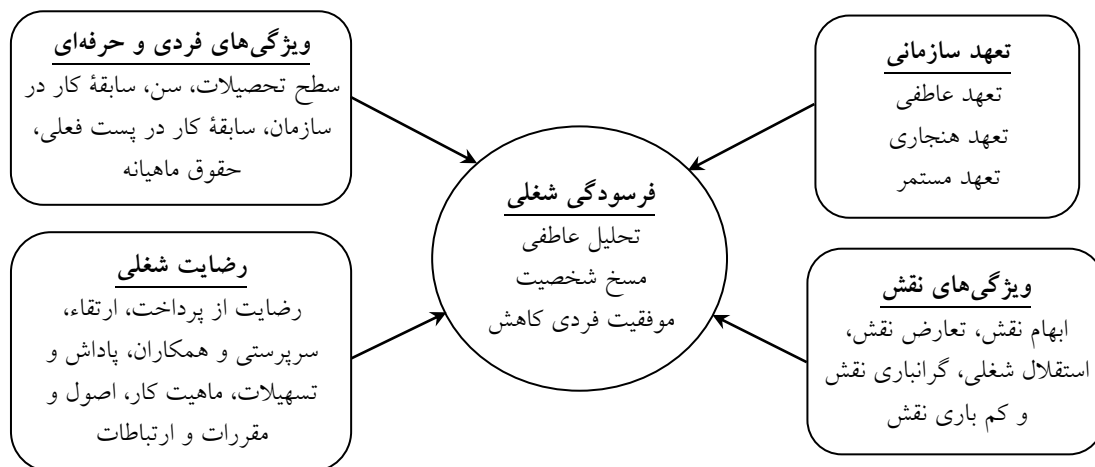 ویژگی‌های فردی و حرفه‌ای
سطح تحصیلات، سن، سابقۀ کار در
سازمان، سابقۀ کار در پست فعلی،
حقوق ماهیانه
تعهد سازمانی
تعهد عاطفی
تعهد هنجاری
تعهد مستمر
فرسودگی شغلی
تحلیل عاطفی
مسخ شخصیت
موفقیت فردی کاهش
رضایت شغلی
رضایت از پرداخت، ارتقاء،
سرپرستی و همکاران، پاداش و
تسهیلات، ماهیت کار، اصول و
مقررات و ارتباطات
ویژگی‌های نقش
ابهام نقش، تعارض نقش،
استقلال شغلی، گرانباری نقش
و کم باری نقش